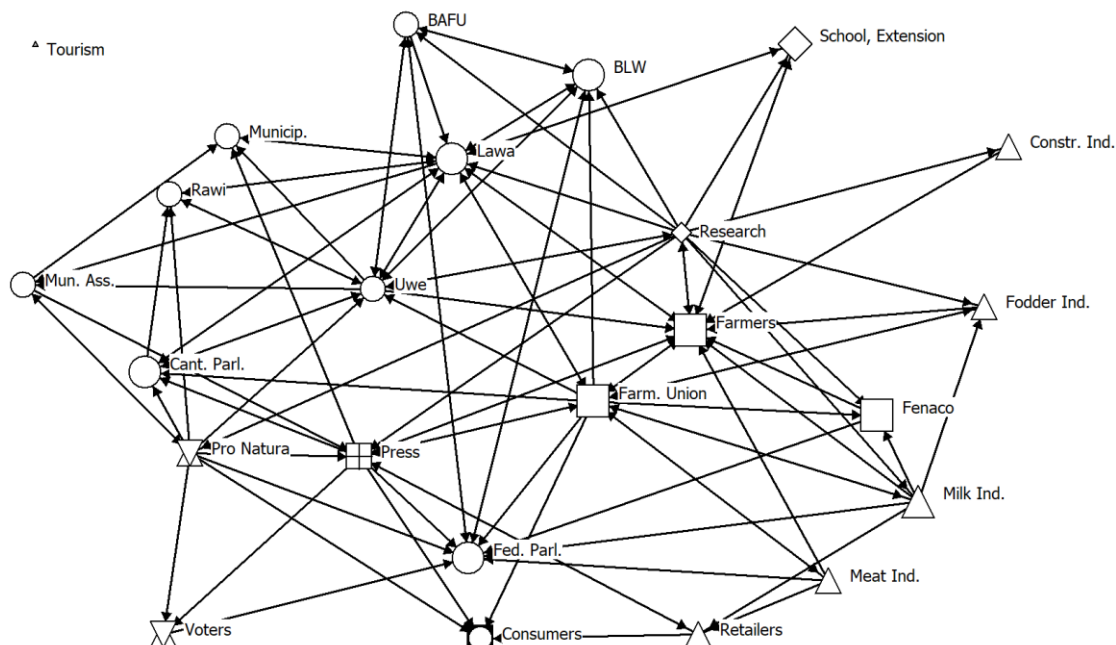 BAFU
School, Extension
Tourism
BLW
Municip.
Lawa
Constr. Ind.
Rawi
Research
Mun. Ass.
Uwe
Fodder Ind.
Farmers
Cant. Parl.
Farm. Union
Fenaco
Pro Natura
Press
Milk Ind.
Fed. Parl.
Meat Ind.
Voters
Consumers
Retailers